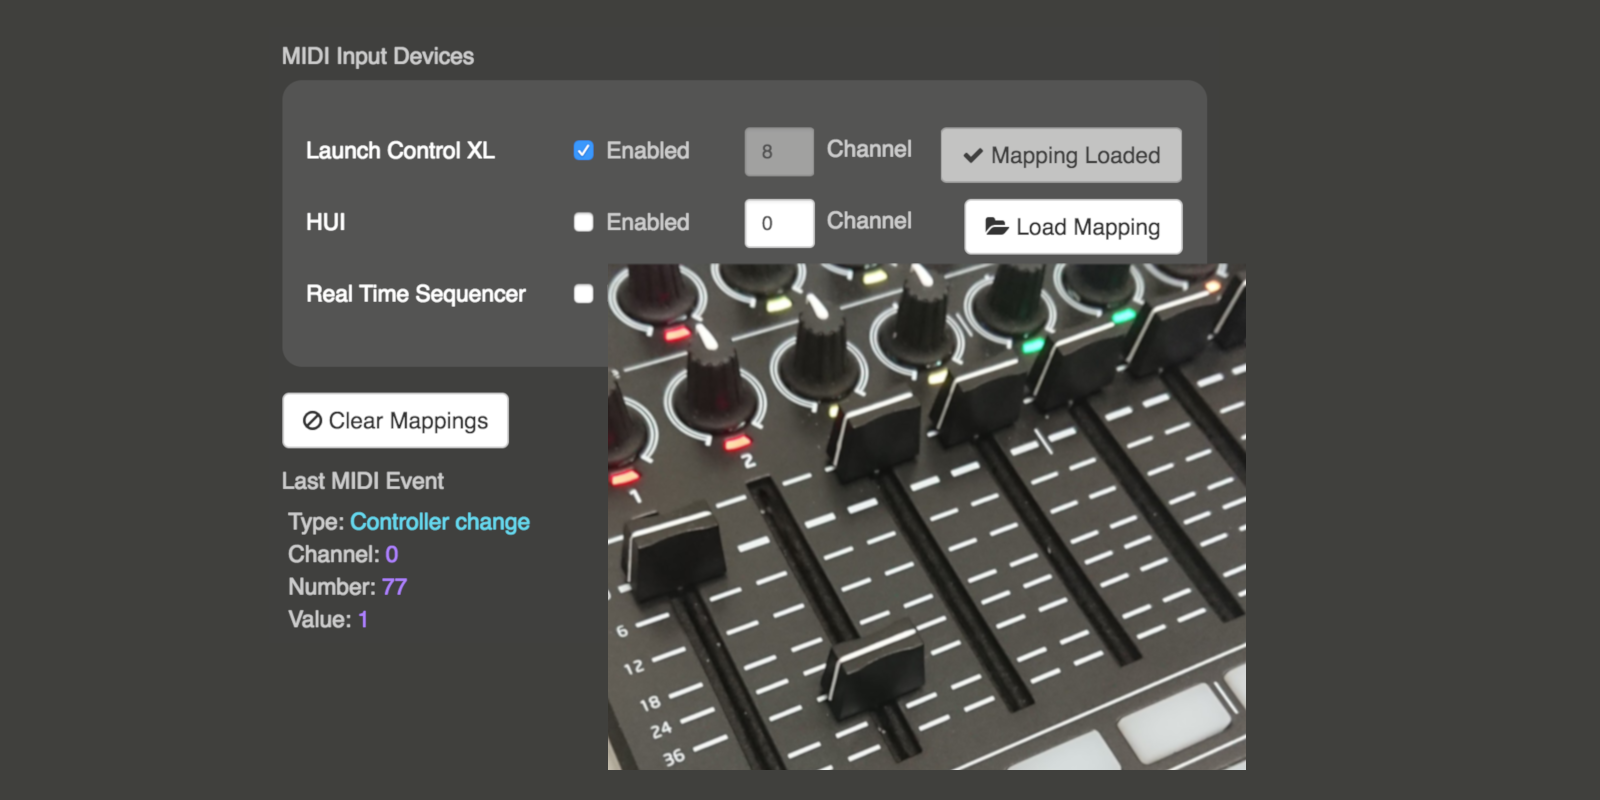 MIDI Input Devices
Launch Control XL Enabled 8 Channel Mapping Loaded
HUI Enabled 0 Channel Load Mapping
Real Time Sequencer
Clear Mappings
Last MIDI Event
Type: Controller change
Channel: 0
Number: 77
Value: 1
1
2
6
12
18
24
36